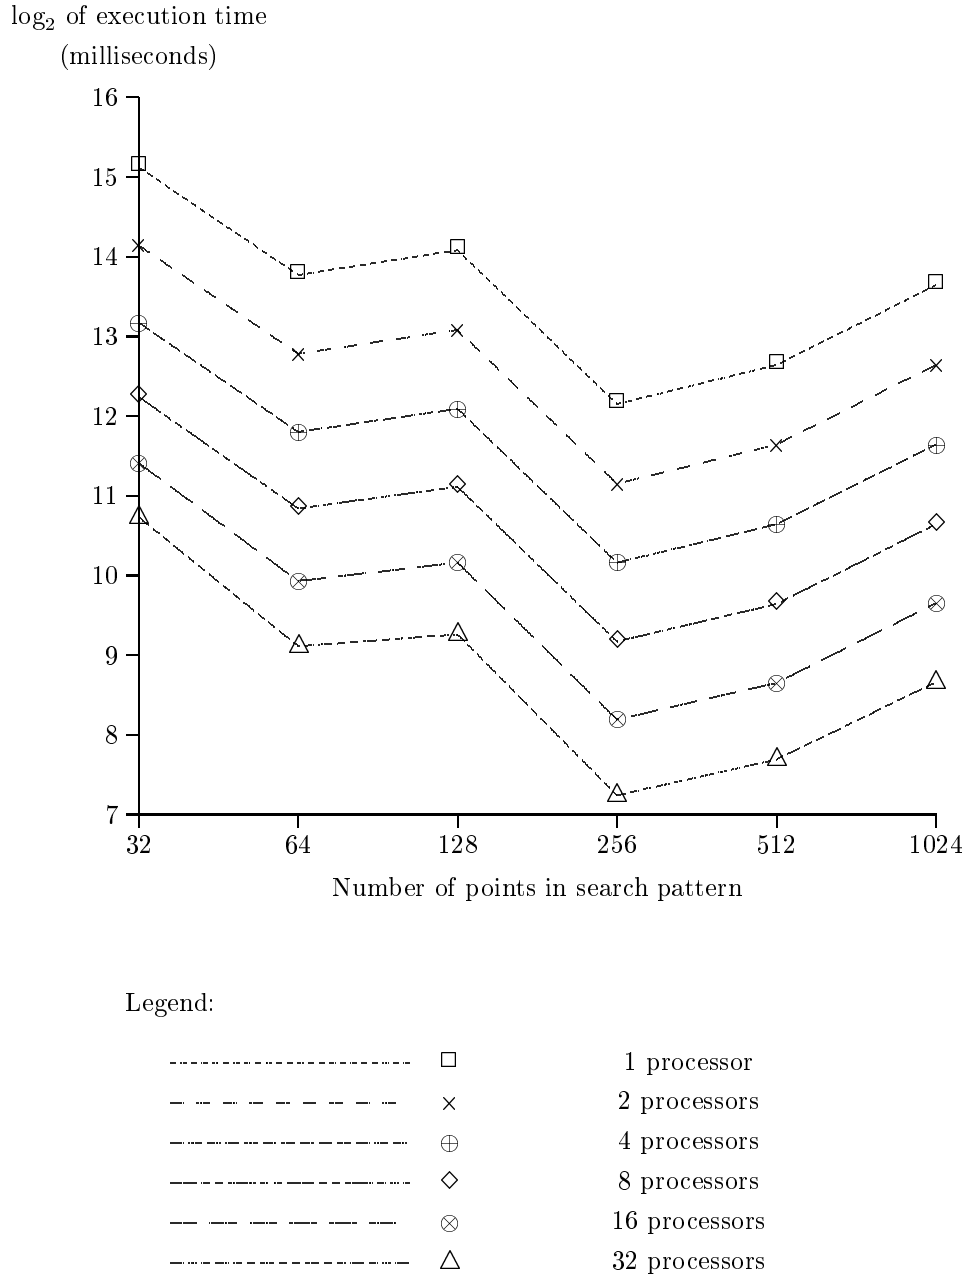 log₂ of execution time
(milliseconds)
16
15
14
13
12
11
10
9
8
7
32 64 128 256 512 1024
Number of points in search pattern
Legend:
1 processor
2 processors
4 processors
8 processors
16 processors
32 processors